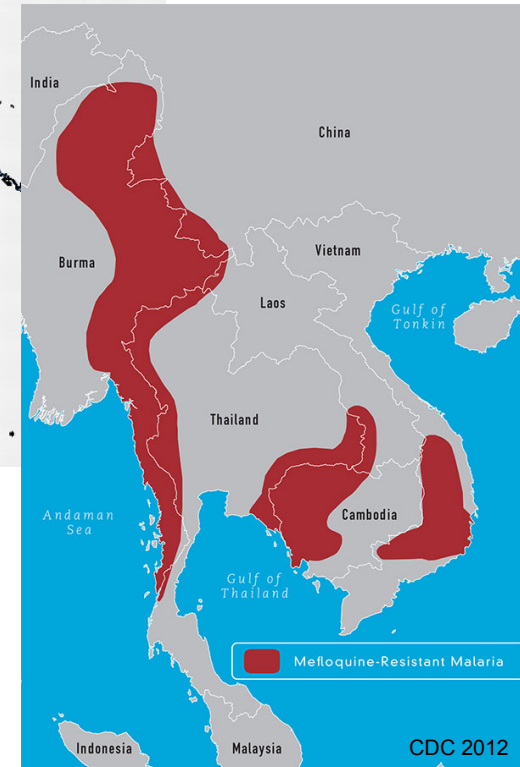 India
China
Burma
Vietnam
Laos
Gulf of
Tonkin
Thailand
Andaman
Sea
Cambodia
Gulf of
Thailand
Mefloquine-Resistant Malaria
Indonesia
Malaysia
CDC 2012